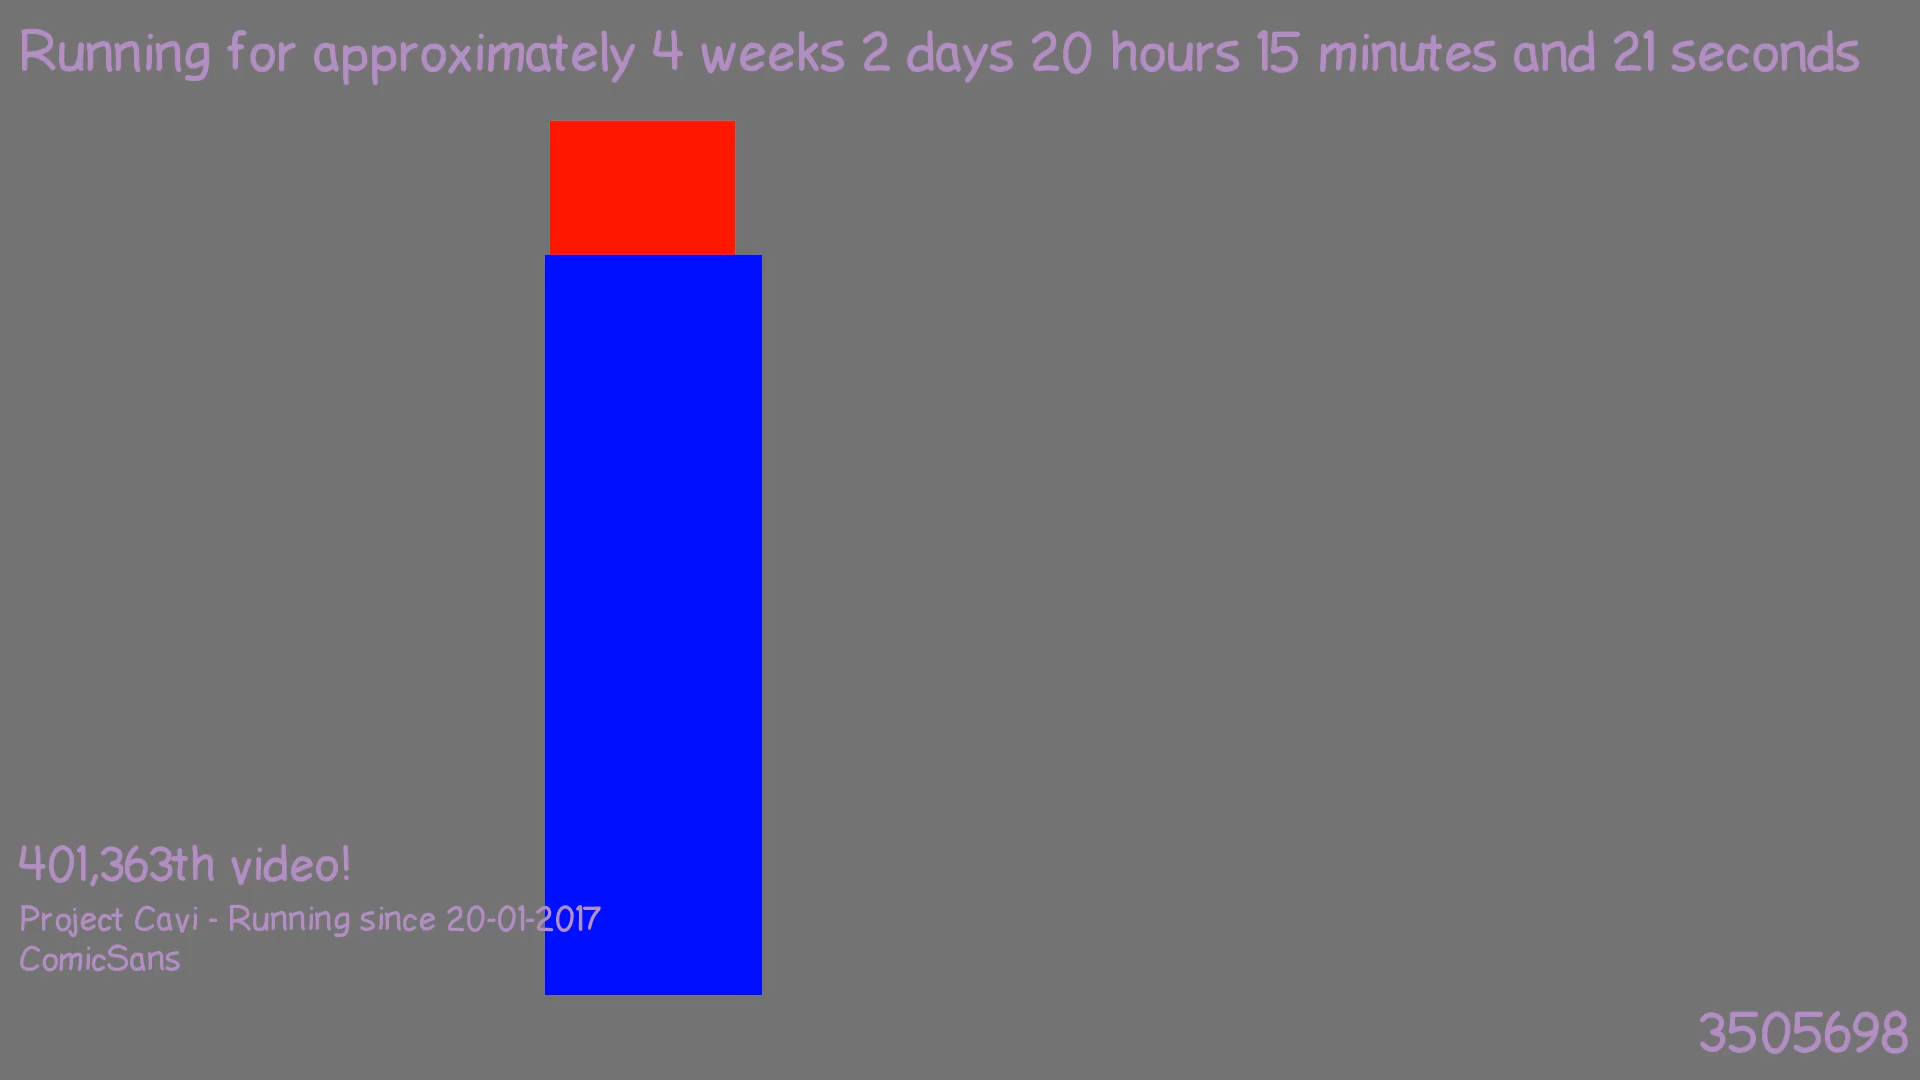 Running for approximately 4 weeks 2 days 20 hours 15 minutes and 21 seconds
401,363th video!
Project Cavi - Running since 20-01-2017
ComicSans
3505698